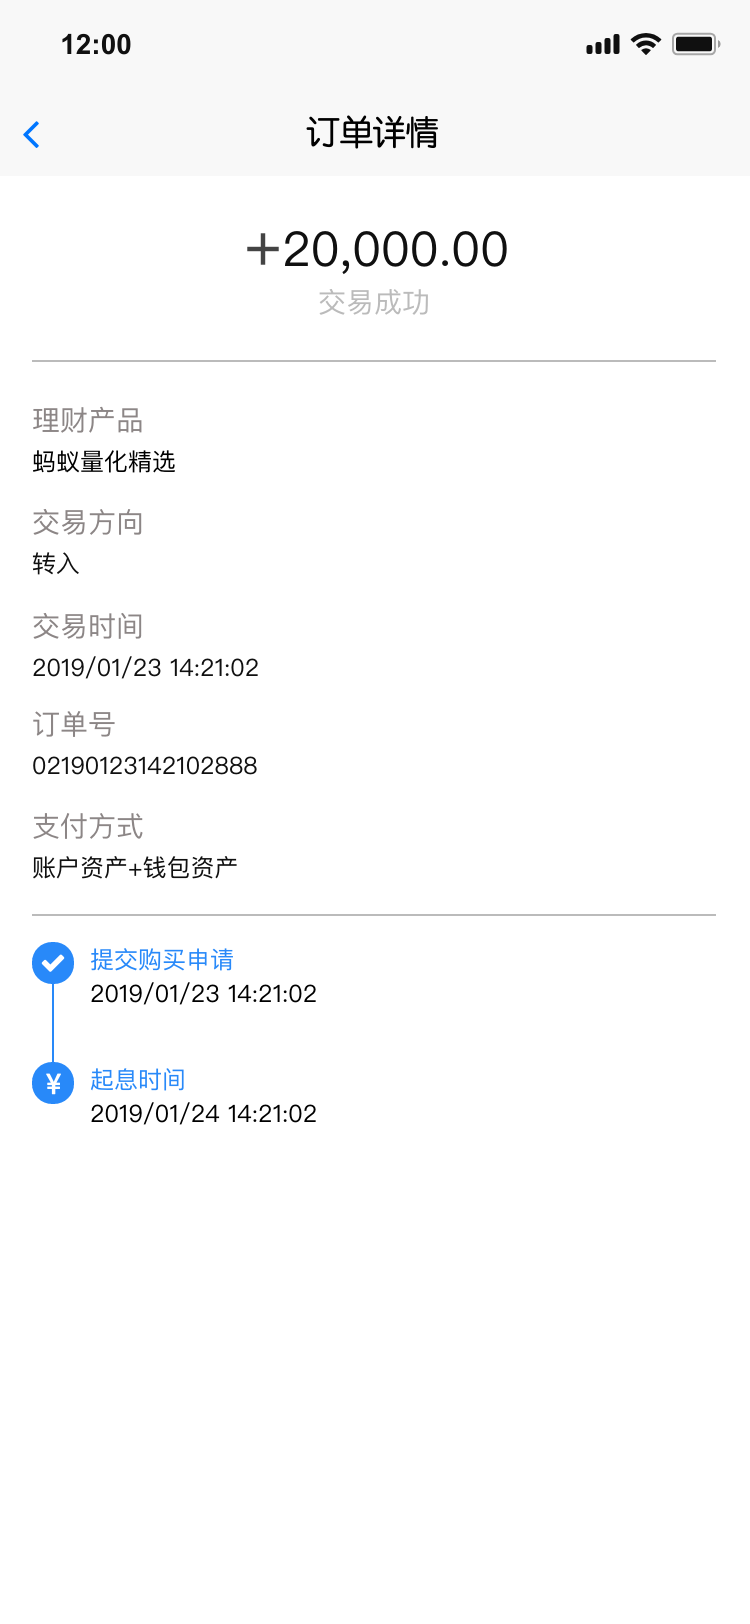 12:00
订单详情
+20,000.00
交易成功
理财产品
蚂蚁量化精选
交易方向
转入
交易时间
2019/01/23 14:21:02
订单号
02190123142102888
支付方式
账户资产+钱包资产
提交购买申请
2019/01/23 14:21:02
¥
起息时间
2019/01/24 14:21:02